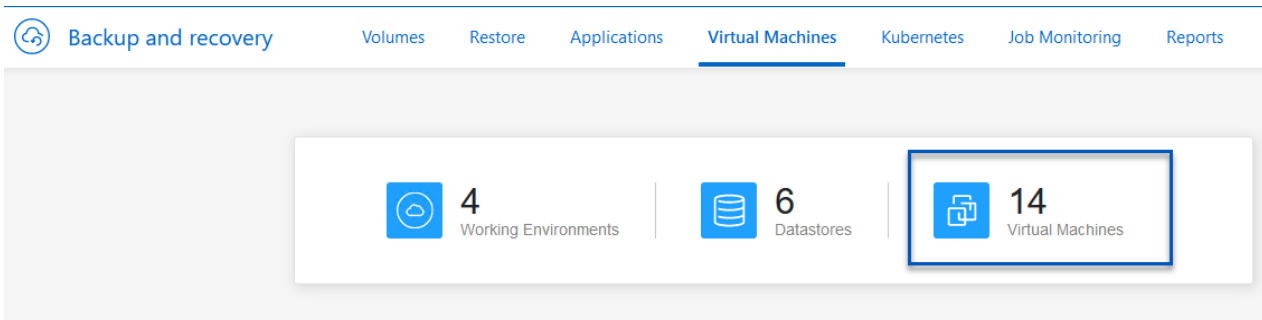 Backup and recovery Volumes Restore Applications Virtual Machines Kubernetes Job Monitoring Reports
4
Working Environments
6
Datastores
14
Virtual Machines